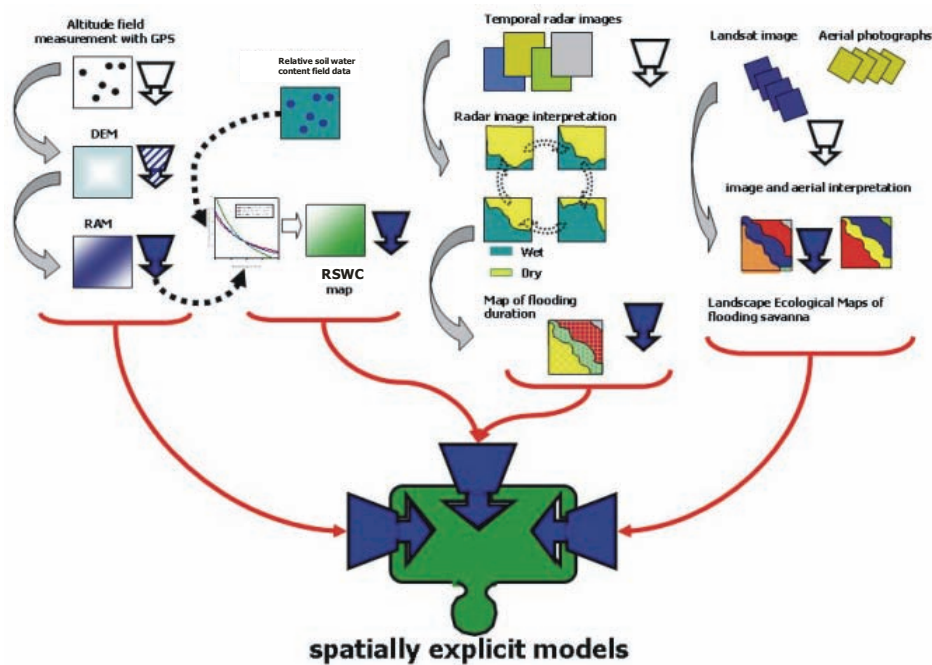 Altitude field
measurement with GPS
DEM
RAM
Relative soil water
content field data
RSWC
map
Temporal radar images
Radar image interpretation
Wet
Dry
Map of flooding
duration
Landsat image
Aerial photographs
image and aerial interpretation
Landscape Ecological Maps of
flooding savanna
spatially explicit models